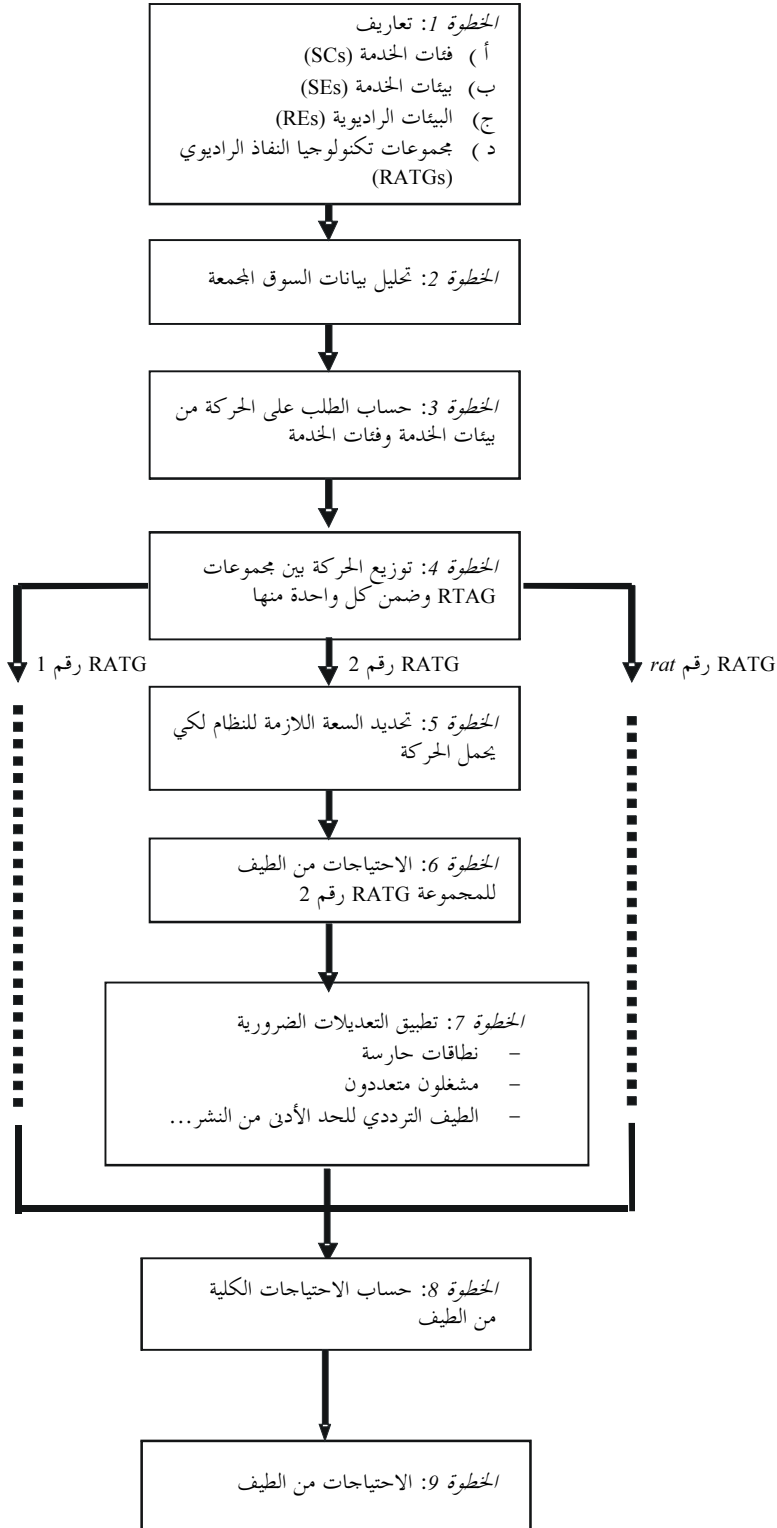 الخطوة 1: تعاريف
أ ) فئات الخدمة (SCs)
ب) بيئات الخدمة (SEs)
ج) البيئات الراديوية (REs)
د ) مجموعات تكنولوجيا النفاذ الراديوي
(RATGs)
الخطوة 2: تحليل بيانات السوق المجمعة
الخطوة 3: حساب الطلب على الحركة من
بيئات الخدمة وفئات الخدمة
الخطوة 4: توزيع الحركة بين مجموعات
RTAG وضمن كل واحدة منها
RATG رقم 1
RATG رقم 2
RATG رقم rat
الخطوة 5: تحديد السعة اللازمة للنظام لكي
يحمل الحركة
الخطوة 6: الاحتياجات من الطيف
للمجموعة RATG رقم 2
الخطوة 7: تطبيق التعديلات الضرورية
– نطاقات حارسة
– مشغلون متعددون
– الطيف الترددي للحد الأدنى من النشر...
الخطوة 8: حساب الاحتياجات الكلية
من الطيف
الخطوة 9: الاحتياجات من الطيف